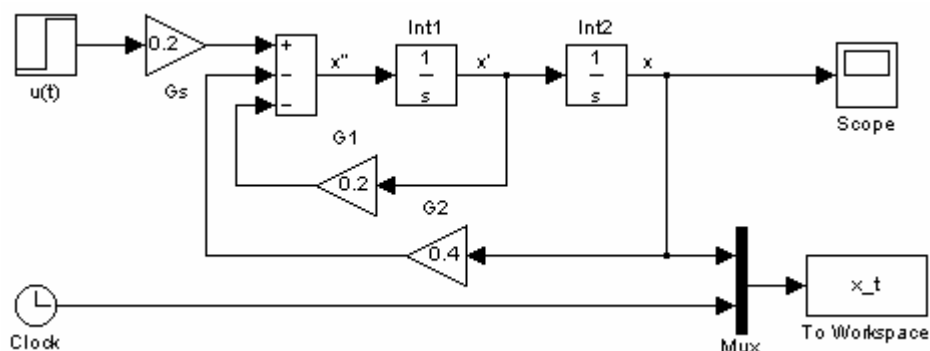 Int1
Int2
0.2
+
−
−
x''
1
s
x'
1
s
x
u(t)
Gs
Scope
G1
0.2
G2
0.4
x_t
Clock
Mux
To Workspace